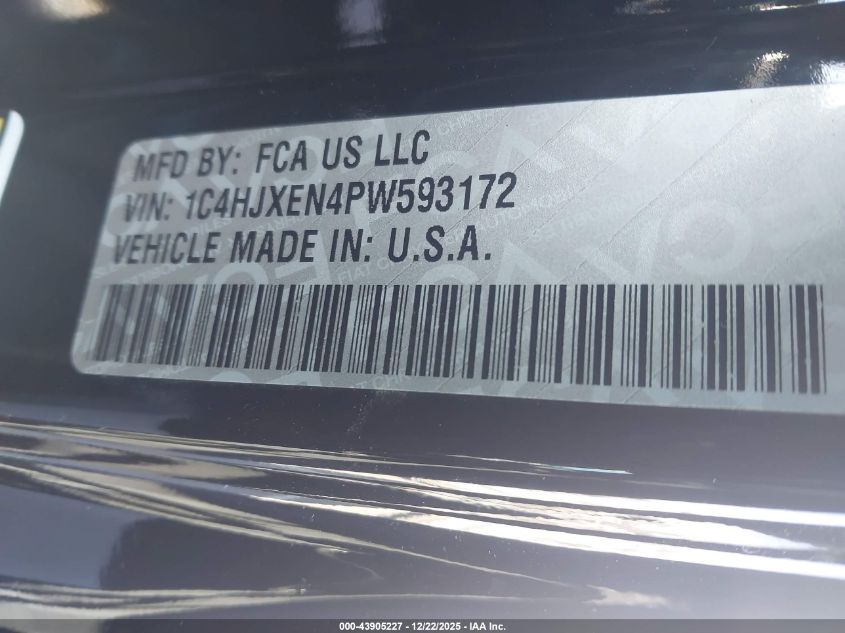 MFD BY: FCA US LLC
VIN: 1C4HJXEN4PW593172
VEHICLE MADE IN: U.S.A.
000-43905227 - 12/22/2025 - IAA Inc.